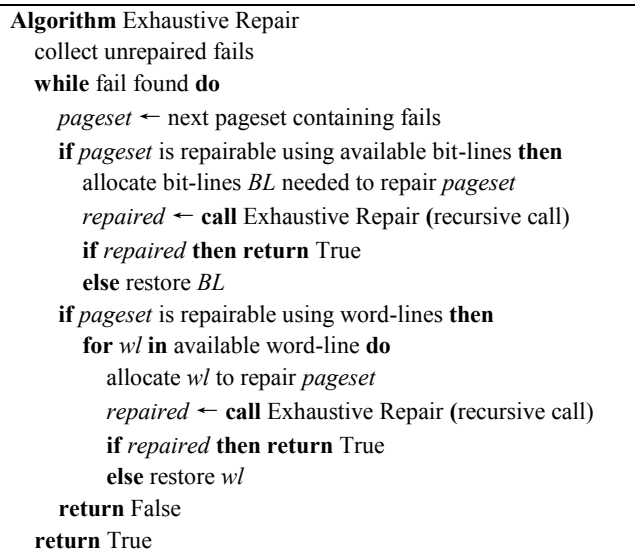 Algorithm Exhaustive Repair
collect unrepaired fails
while fail found do
pageset ← next pageset containing fails
if pageset is repairable using available bit-lines then
allocate bit-lines BL needed to repair pageset
repaired ← call Exhaustive Repair (recursive call)
if repaired then return True
else restore BL
if pageset is repairable using word-lines then
for wl in available word-line do
allocate wl to repair pageset
repaired ← call Exhaustive Repair (recursive call)
if repaired then return True
else restore wl
return False
return True